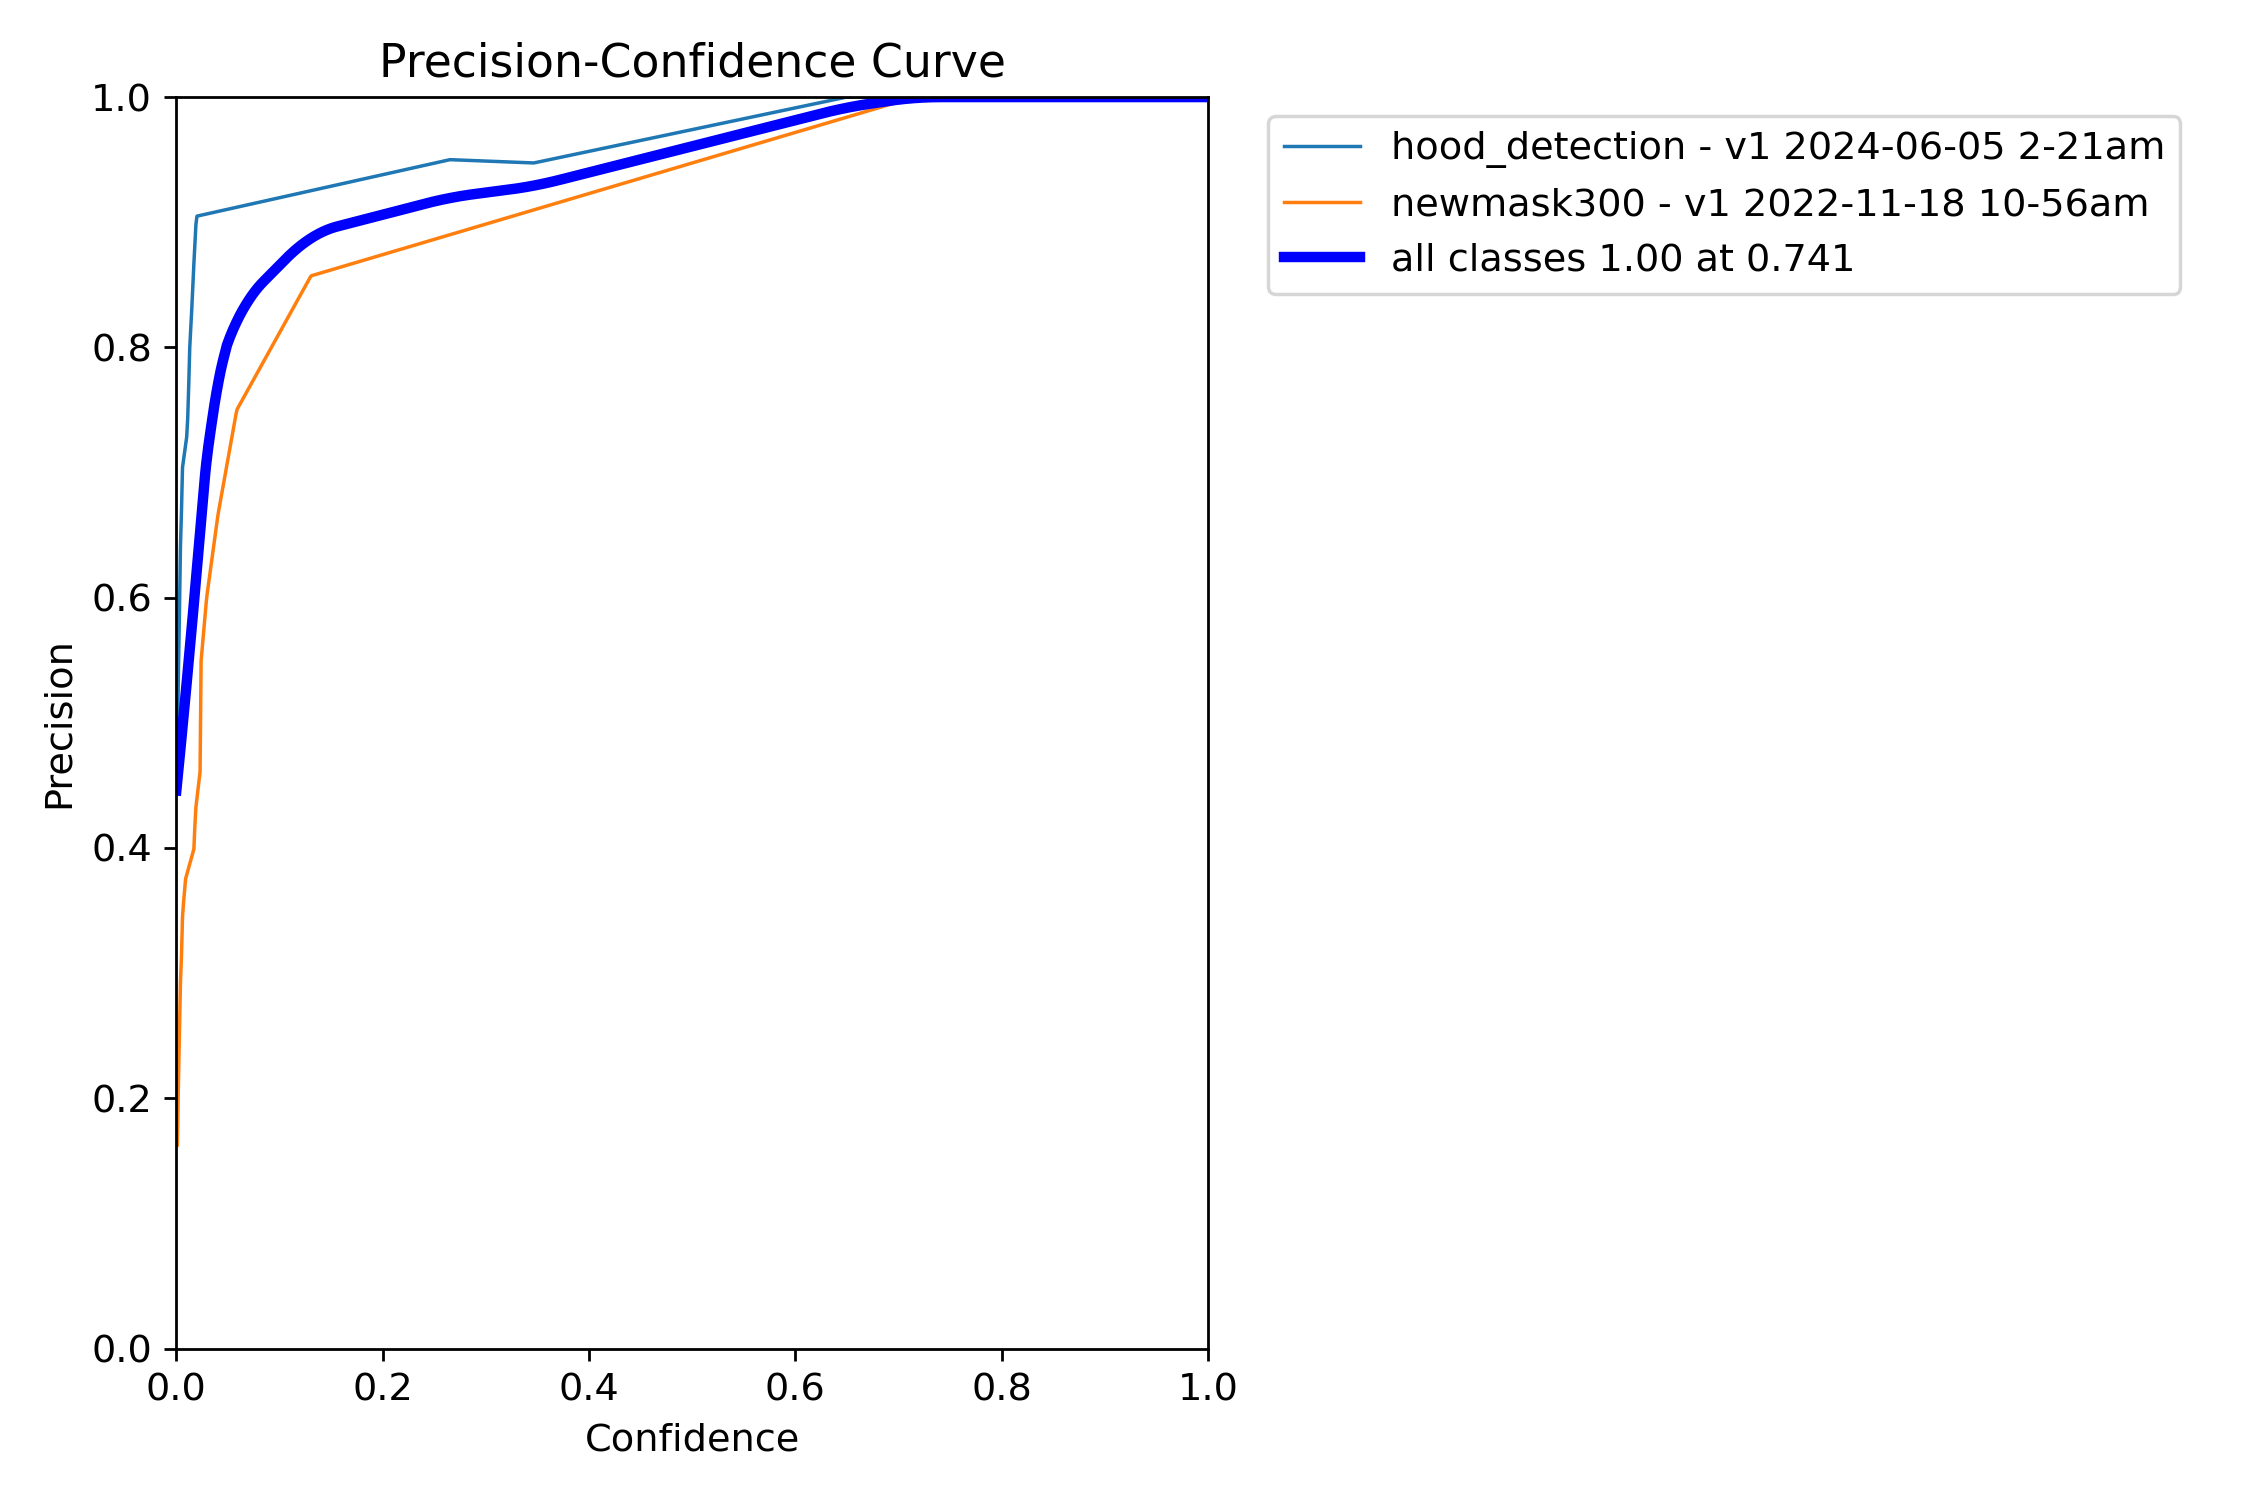 Precision-Confidence Curve
1.0
0.8
0.6
0.4
0.2
0.0
Precision
0.0 0.2 0.4 0.6 0.8 1.0
Confidence
hood_detection - v1 2024-06-05 2-21am
newmask300 - v1 2022-11-18 10-56am
all classes 1.00 at 0.741